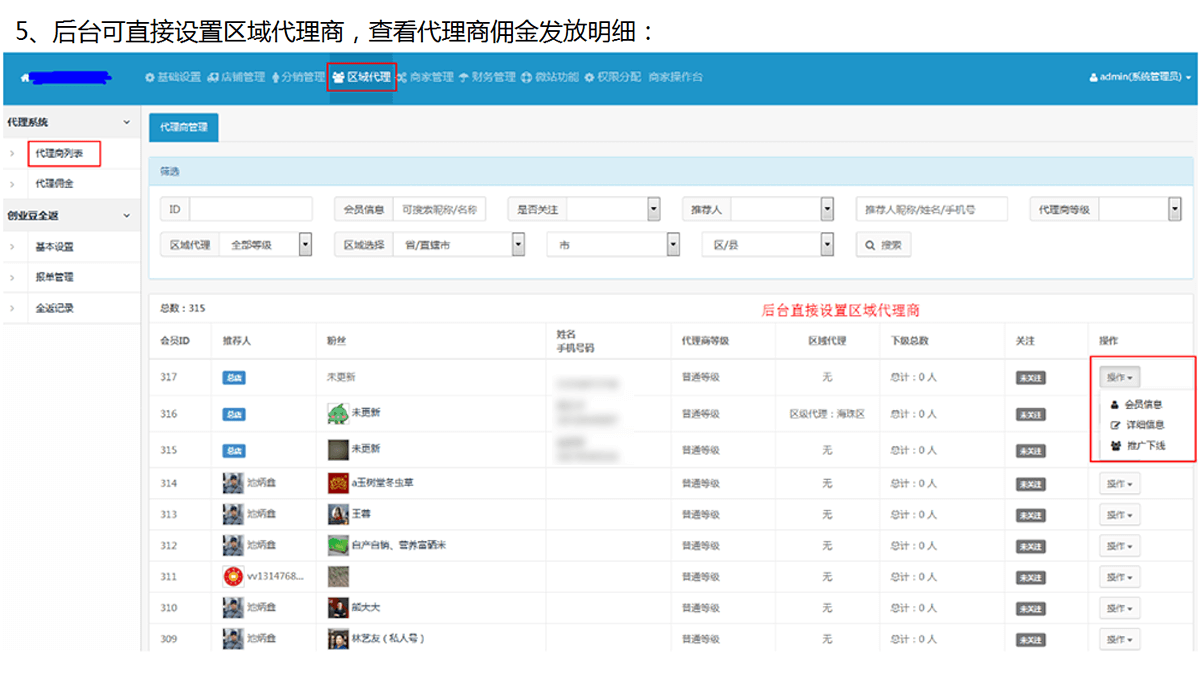 5、后台可直接设置区域代理商，查看代理商佣金发放明细：
基础设置 店铺管理 分销管理 区域代理 商家管理 财务管理 微站功能 权限分配 商家操作台 admin(系统管理员)
代理系统
代理商列表
代理佣金
创业豆全返
基本设置
报单管理
全返记录
代理商管理
筛选
ID 会员信息 可搜索昵称/名称 是否关注 推荐人 推荐人昵称/姓名/手机号 代理商等级
区域代理 全部等级 区域选择 省/直辖市 市 区/县 搜索
总数：315 后台直接设置区域代理商
会员ID 推荐人 粉丝 姓名 手机号码 代理商等级 区域代理 下级总数 关注 操作
317 总店 未更新 普通等级 无 总计：0 人 未关注 操作
会员信息
详细信息
推广下线
316 总店 未更新 普通等级 区级代理：海珠区 总计：0 人 未关注
315 总店 未更新 普通等级 无 总计：0 人 未关注
314 池炳鑫 a玉树堂冬虫草 普通等级 无 总计：0 人 未关注 操作
313 池炳鑫 王蓉 普通等级 无 总计：0 人 未关注 操作
312 池炳鑫 自产自销、营养富硒米 普通等级 无 总计：0 人 未关注 操作
311 vv1314768... 普通等级 无 总计：0 人 未关注 操作
310 池炳鑫 熊大大 普通等级 无 总计：0 人 未关注 操作
309 池炳鑫 林艺友（私人号） 普通等级 无 总计：0 人 未关注 操作